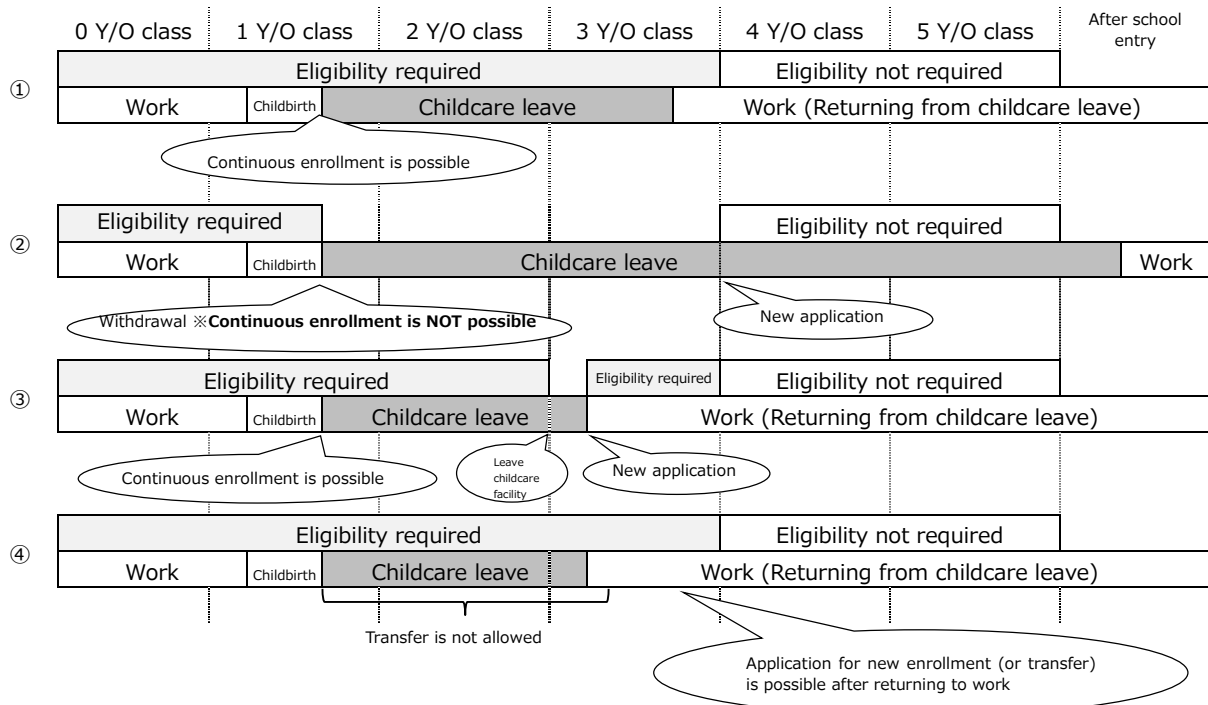 0 Y/O class 1 Y/O class 2 Y/O class 3 Y/O class 4 Y/O class 5 Y/O class After school
entry
①
Eligibility required Eligibility not required
Work Childbirth Childcare leave Work (Returning from childcare leave)
Continuous enrollment is possible
②
Eligibility required Eligibility not required
Work Childbirth Childcare leave Work
Withdrawal ※Continuous enrollment is NOT possible
New application
③
Eligibility required Eligibility required Eligibility not required
Work Childbirth Childcare leave Work (Returning from childcare leave)
Continuous enrollment is possible
Leave
childcare
facility
New application
④
Eligibility required Eligibility not required
Work Childbirth Childcare leave Work (Returning from childcare leave)
Transfer is not allowed
Application for new enrollment (or transfer)
is possible after returning to work